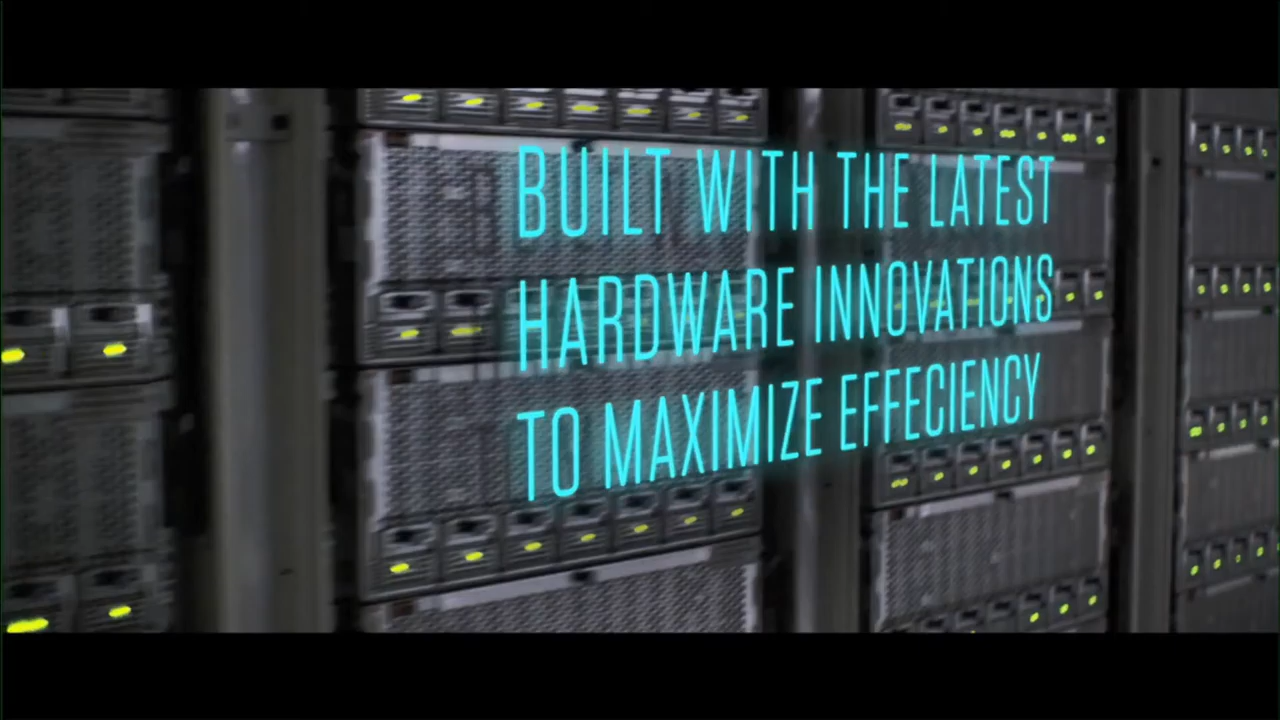 BUILT WITH THE LATEST
HARDWARE INNOVATIONS
TO MAXIMIZE EFFECIENCY